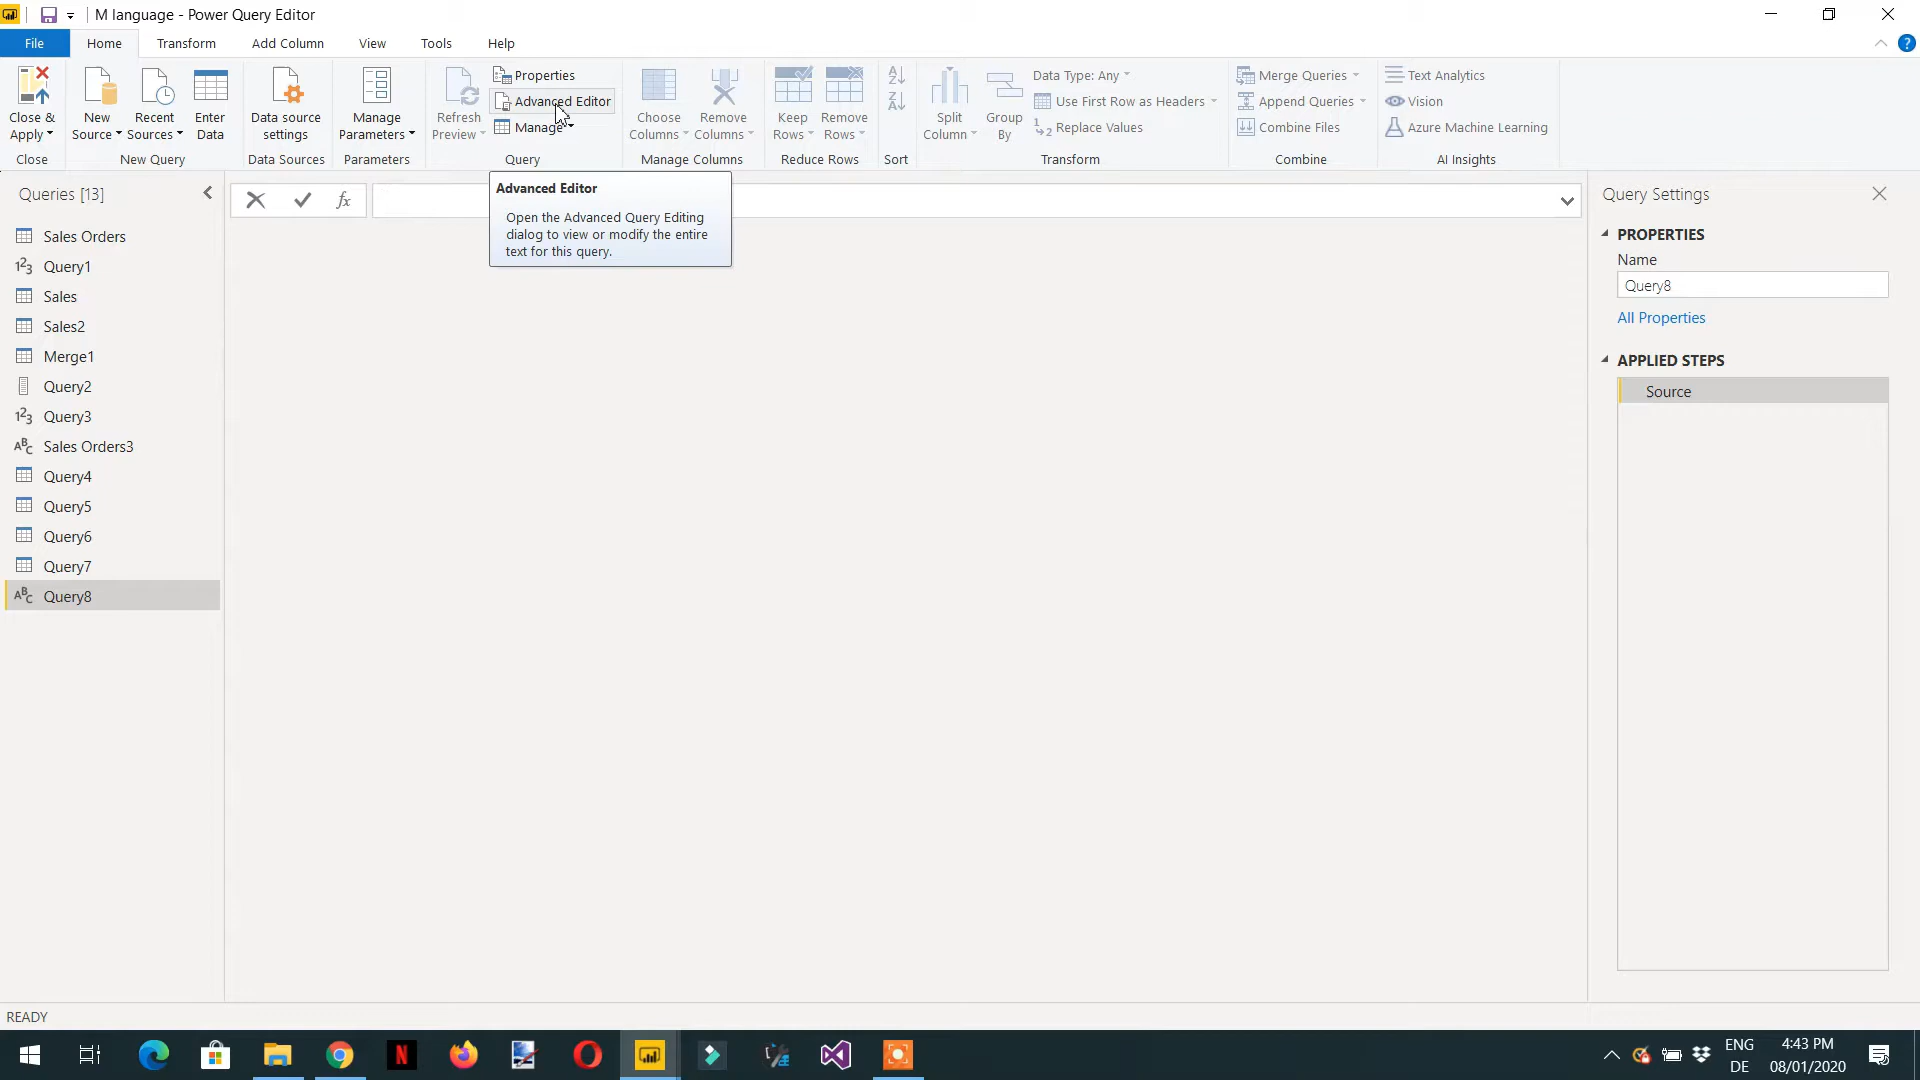 M language - Power Query Editor
File
Home
Transform
Add Column
View
Tools
Help
Close &
Apply
Close
New
Source
Recent
Sources
Enter
Data
New Query
Data source
settings
Data Sources
Manage
Parameters
Parameters
Refresh
Preview
Properties
Advanced Editor
Manage
Query
Choose
Columns
Remove
Columns
Manage Columns
Keep
Rows
Remove
Rows
Reduce Rows
A
Z
Z
A
Sort
Split
Column
Group
By
Data Type: Any
Use First Row as Headers
1
2
Replace Values
Transform
Merge Queries
Append Queries
Combine Files
Combine
Text Analytics
Vision
Azure Machine Learning
AI Insights
?
Queries [13]
Sales Orders
123 Query1
Sales
Sales2
Merge1
Query2
123 Query3
ABC Sales Orders3
Query4
Query5
Query6
Query7
ABC Query8
fx
Advanced Editor
Open the Advanced Query Editing
dialog to view or modify the entire
text for this query.
Query Settings
PROPERTIES
Name
Query8
All Properties
APPLIED STEPS
Source
READY
N
ENG
DE
4:43 PM
08/01/2020